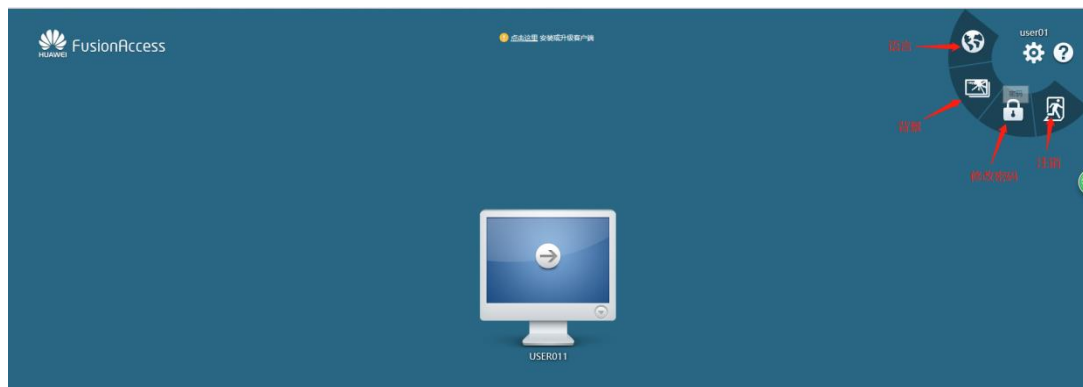 HUAWEI
FusionAccess
点击这里 安装或升级客户端
user01
语言
背景
修改密码
注销
USER011